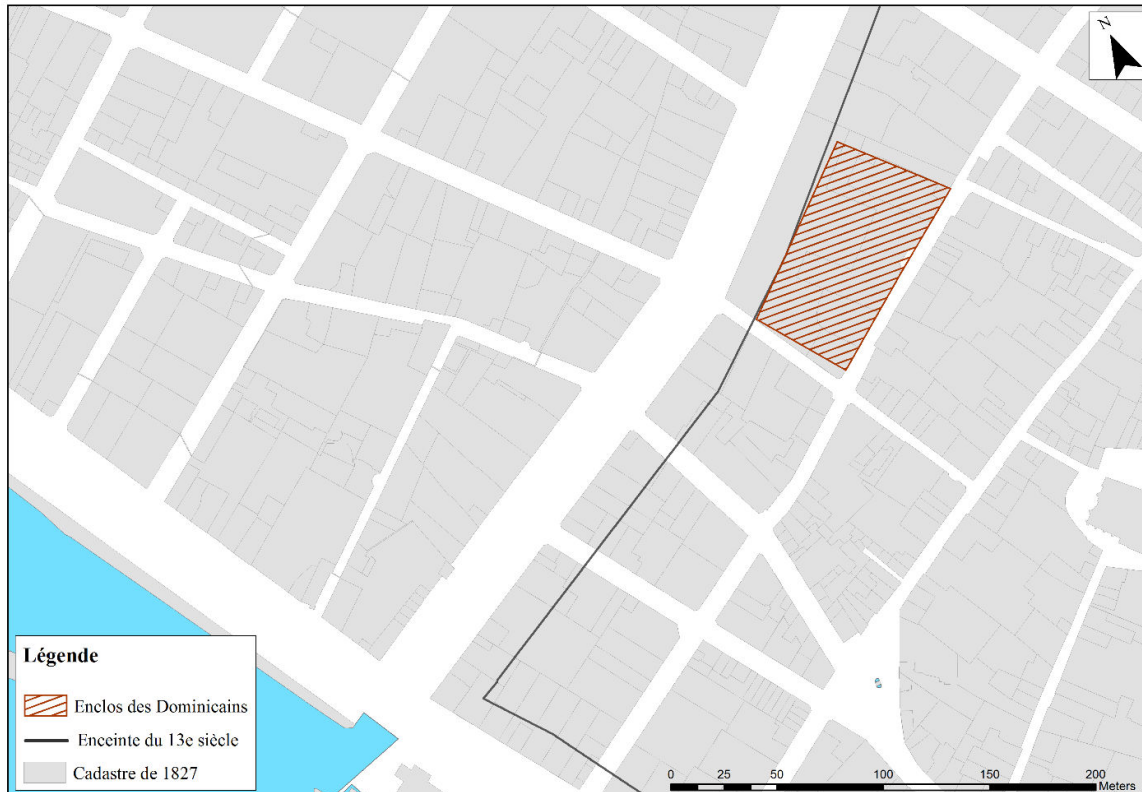 N
Légende
Enclos des Dominicains
Enceinte du 13e siècle
Cadastre de 1827
0 25 50 100 150 200
Meters